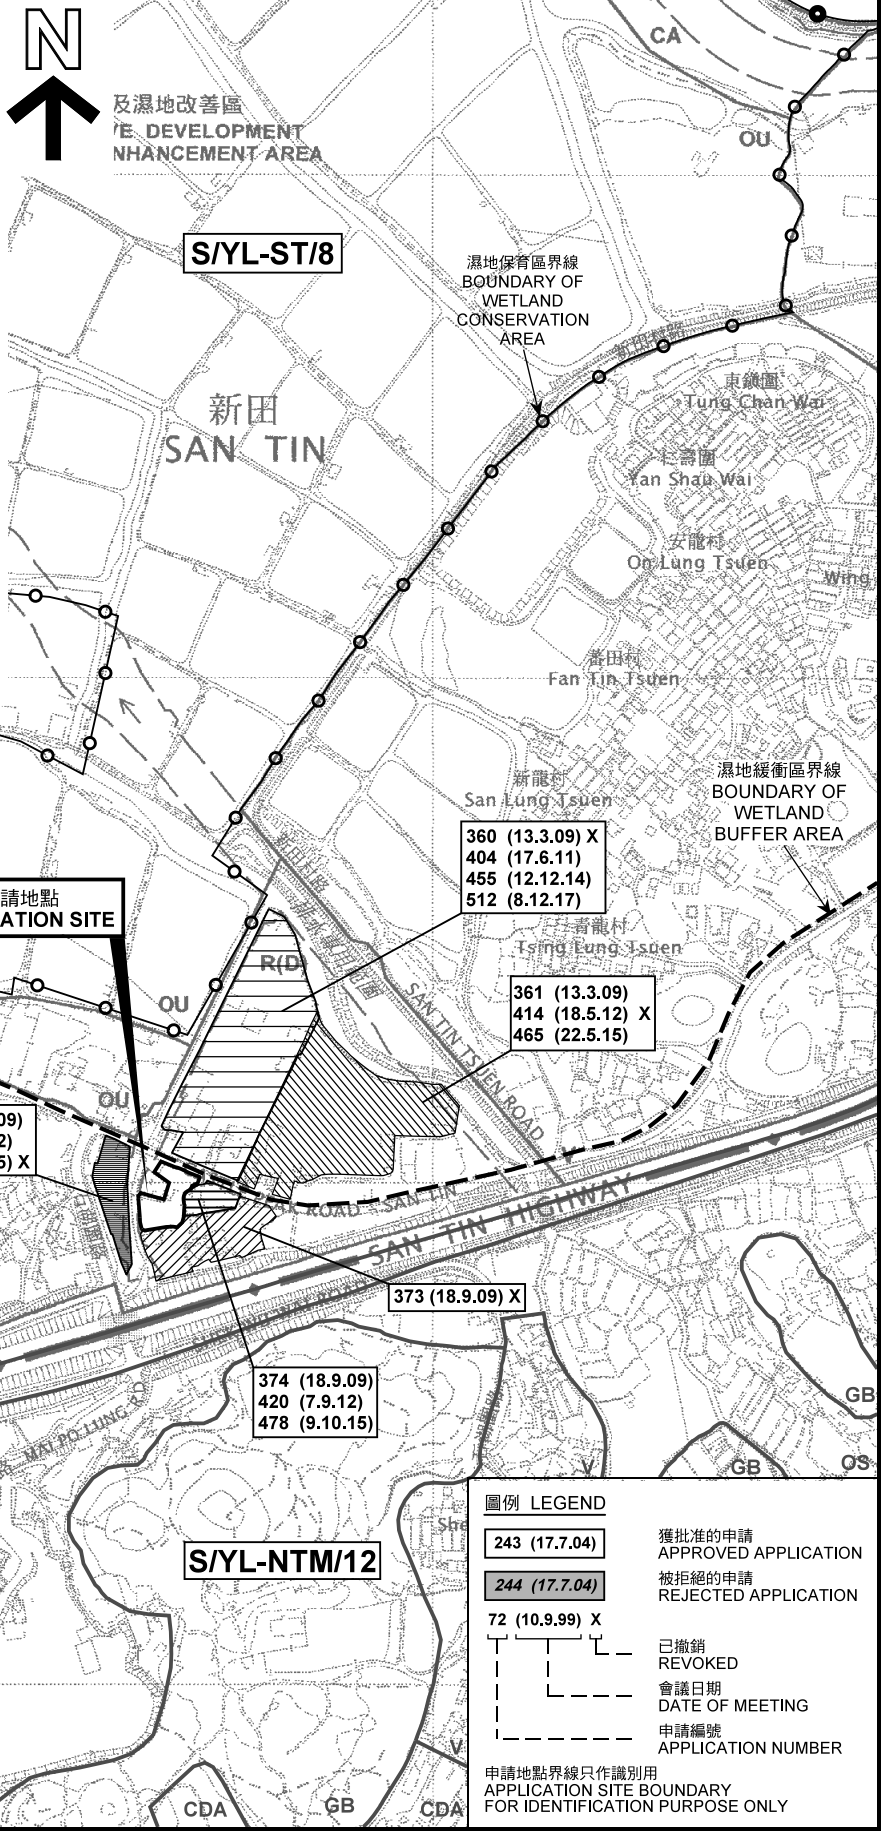 N
及濕地改善區
VE DEVELOPMENT
NHANCEMENT AREA
CA
OU
S/YL-ST/8
濕地保育區界線
BOUNDARY OF
WETLAND
CONSERVATION
AREA
新田村路
東鎮圍
Tung Chan Wai
新田
SAN TIN
仁壽圍
Yan Shau Wai
安龍村
On Lung Tsuen
Wing
蕃田村
Fan Tin Tsuen
新龍村
San Lung Tsuen
濕地緩衝區界線
BOUNDARY OF
WETLAND
BUFFER AREA
360 (13.3.09) X
404 (17.6.11)
455 (12.12.14)
512 (8.12.17)
請地點
ATION SITE
青龍村
Tsing Lung Tsuen
R(D)
361 (13.3.09)
414 (18.5.12) X
465 (22.5.15)
OU
SAN TIN TSUEN ROAD
OU
09)
2)
5) X
ROAD - SAN TIN
SAN TIN HIGHWAY
373 (18.9.09) X
374 (18.9.09)
420 (7.9.12)
478 (9.10.15)
MAI PO LUNG RD
GB
V
GB
OS
She
S/YL-NTM/12
V
CDA
GB
CDA
圖例 LEGEND
243 (17.7.04)
獲批准的申請
APPROVED APPLICATION
244 (17.7.04)
被拒絕的申請
REJECTED APPLICATION
72 (10.9.99) X
已撤銷
REVOKED
會議日期
DATE OF MEETING
申請編號
APPLICATION NUMBER
申請地點界線只作識別用
APPLICATION SITE BOUNDARY
FOR IDENTIFICATION PURPOSE ONLY